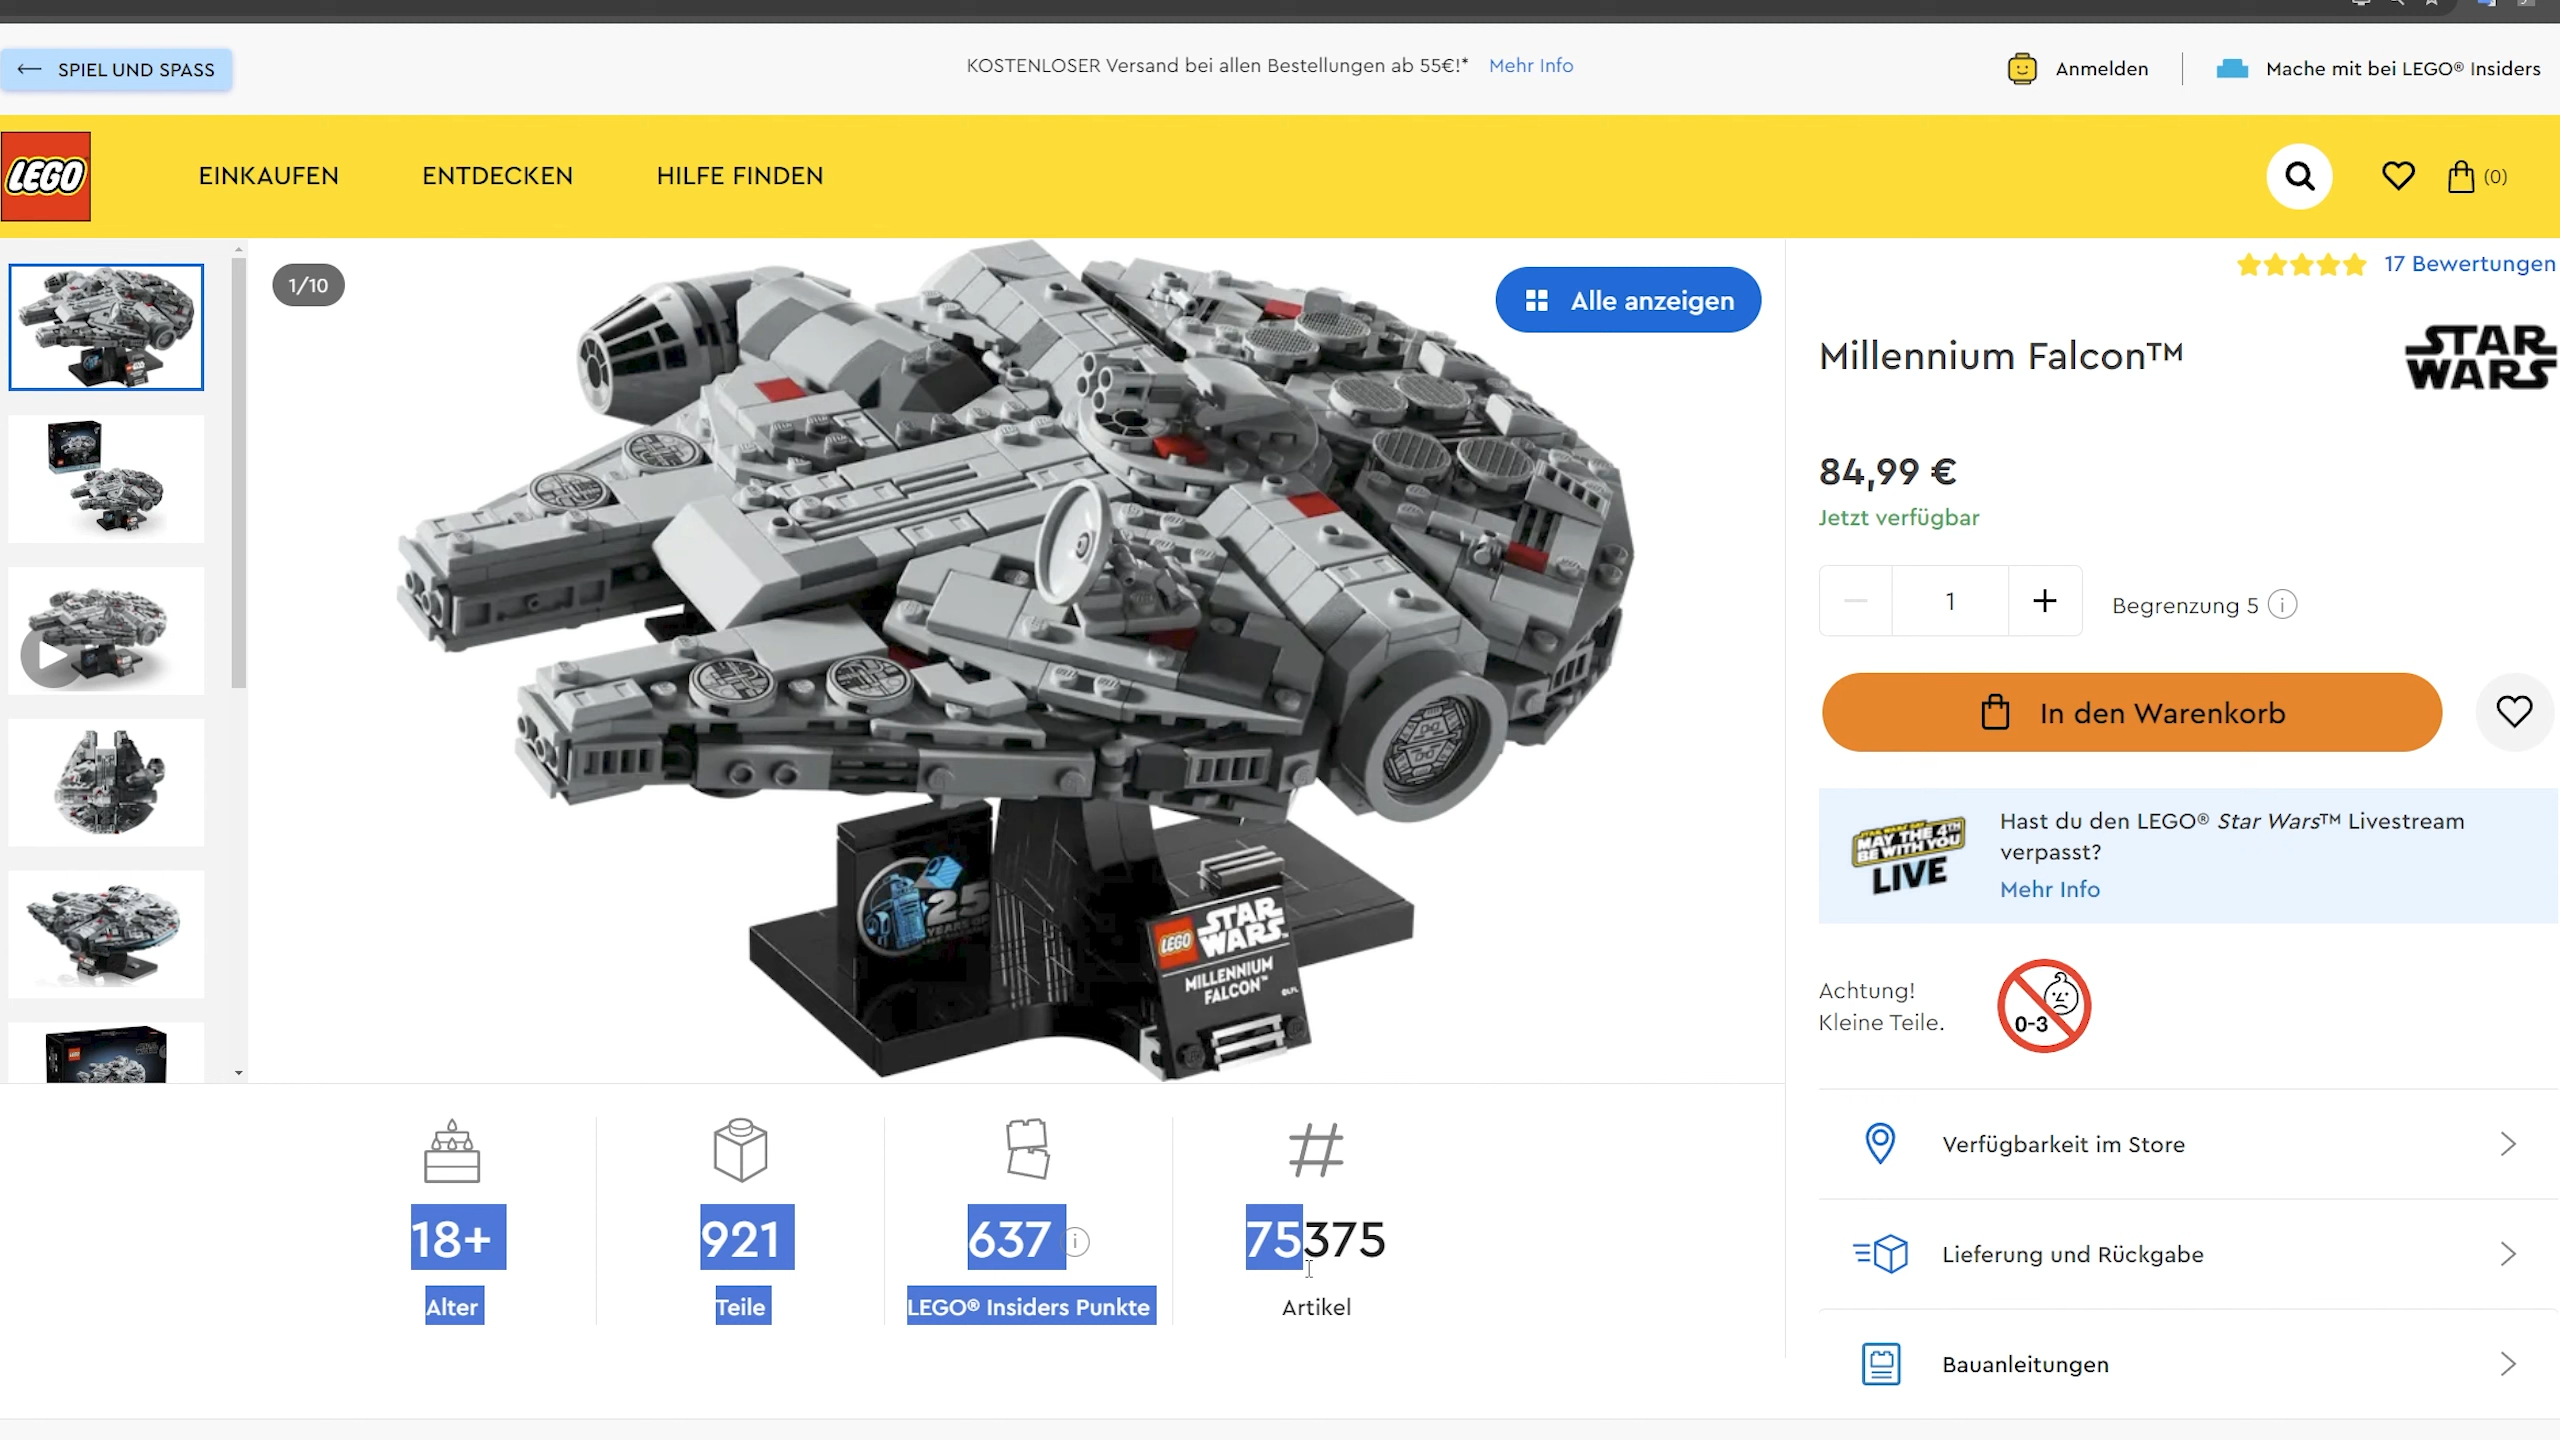 SPIEL UND SPASS
KOSTENLOSER Versand bei allen Bestellungen ab 55€!* Mehr Info
Anmelden
Mache mit bei LEGO® Insiders
LEGO
EINKAUFEN
ENTDECKEN
HILFE FINDEN
(0)
1/10
Alle anzeigen
17 Bewertungen
Millennium Falcon™
STAR
WARS
84,99 €
Jetzt verfügbar
1
Begrenzung 5
In den Warenkorb
MAY THE 4TH
BE WITH YOU
LIVE
Hast du den LEGO® Star Wars™ Livestream
verpasst?
Mehr Info
25
YEARS OF
LEGO
STAR
WARS
MILLENNIUM
FALCON™
Achtung!
Kleine Teile.
0-3
Verfügbarkeit im Store
Lieferung und Rückgabe
Bauanleitungen
18+
Alter
921
Teile
637
LEGO® Insiders Punkte
75375
Artikel